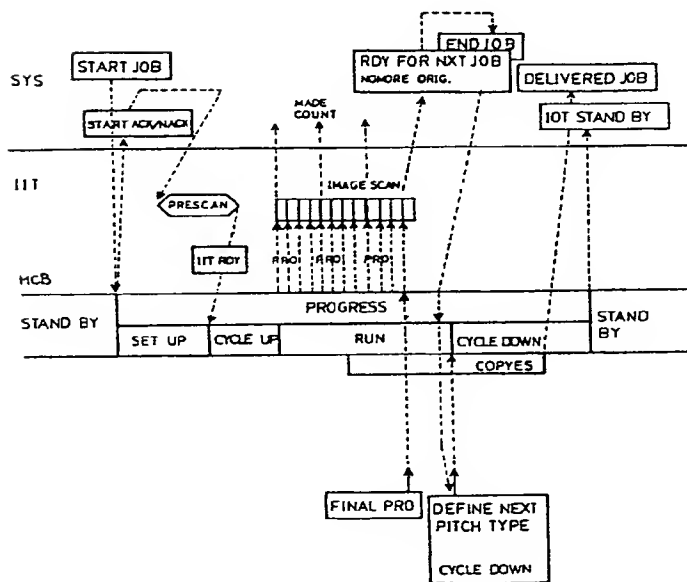 END JOB
START JOB
RDY FOR NXT JOB
NOMORE ORIG.
SYS
DELIVERED JOB
MADE
COUNT
IOT STAND BY
START ACK/NACK
IIT
IMAGE SCAN
PRESCAN
IIT RDY
PRO
PRO
PRO
MCB
PROGRESS
STAND BY
STAND
BY
SET UP
CYCLE UP
RUN
CYCLE DOWN
COPYES
FINAL PRO
DEFINE NEXT
PITCH TYPE
CYCLE DOWN